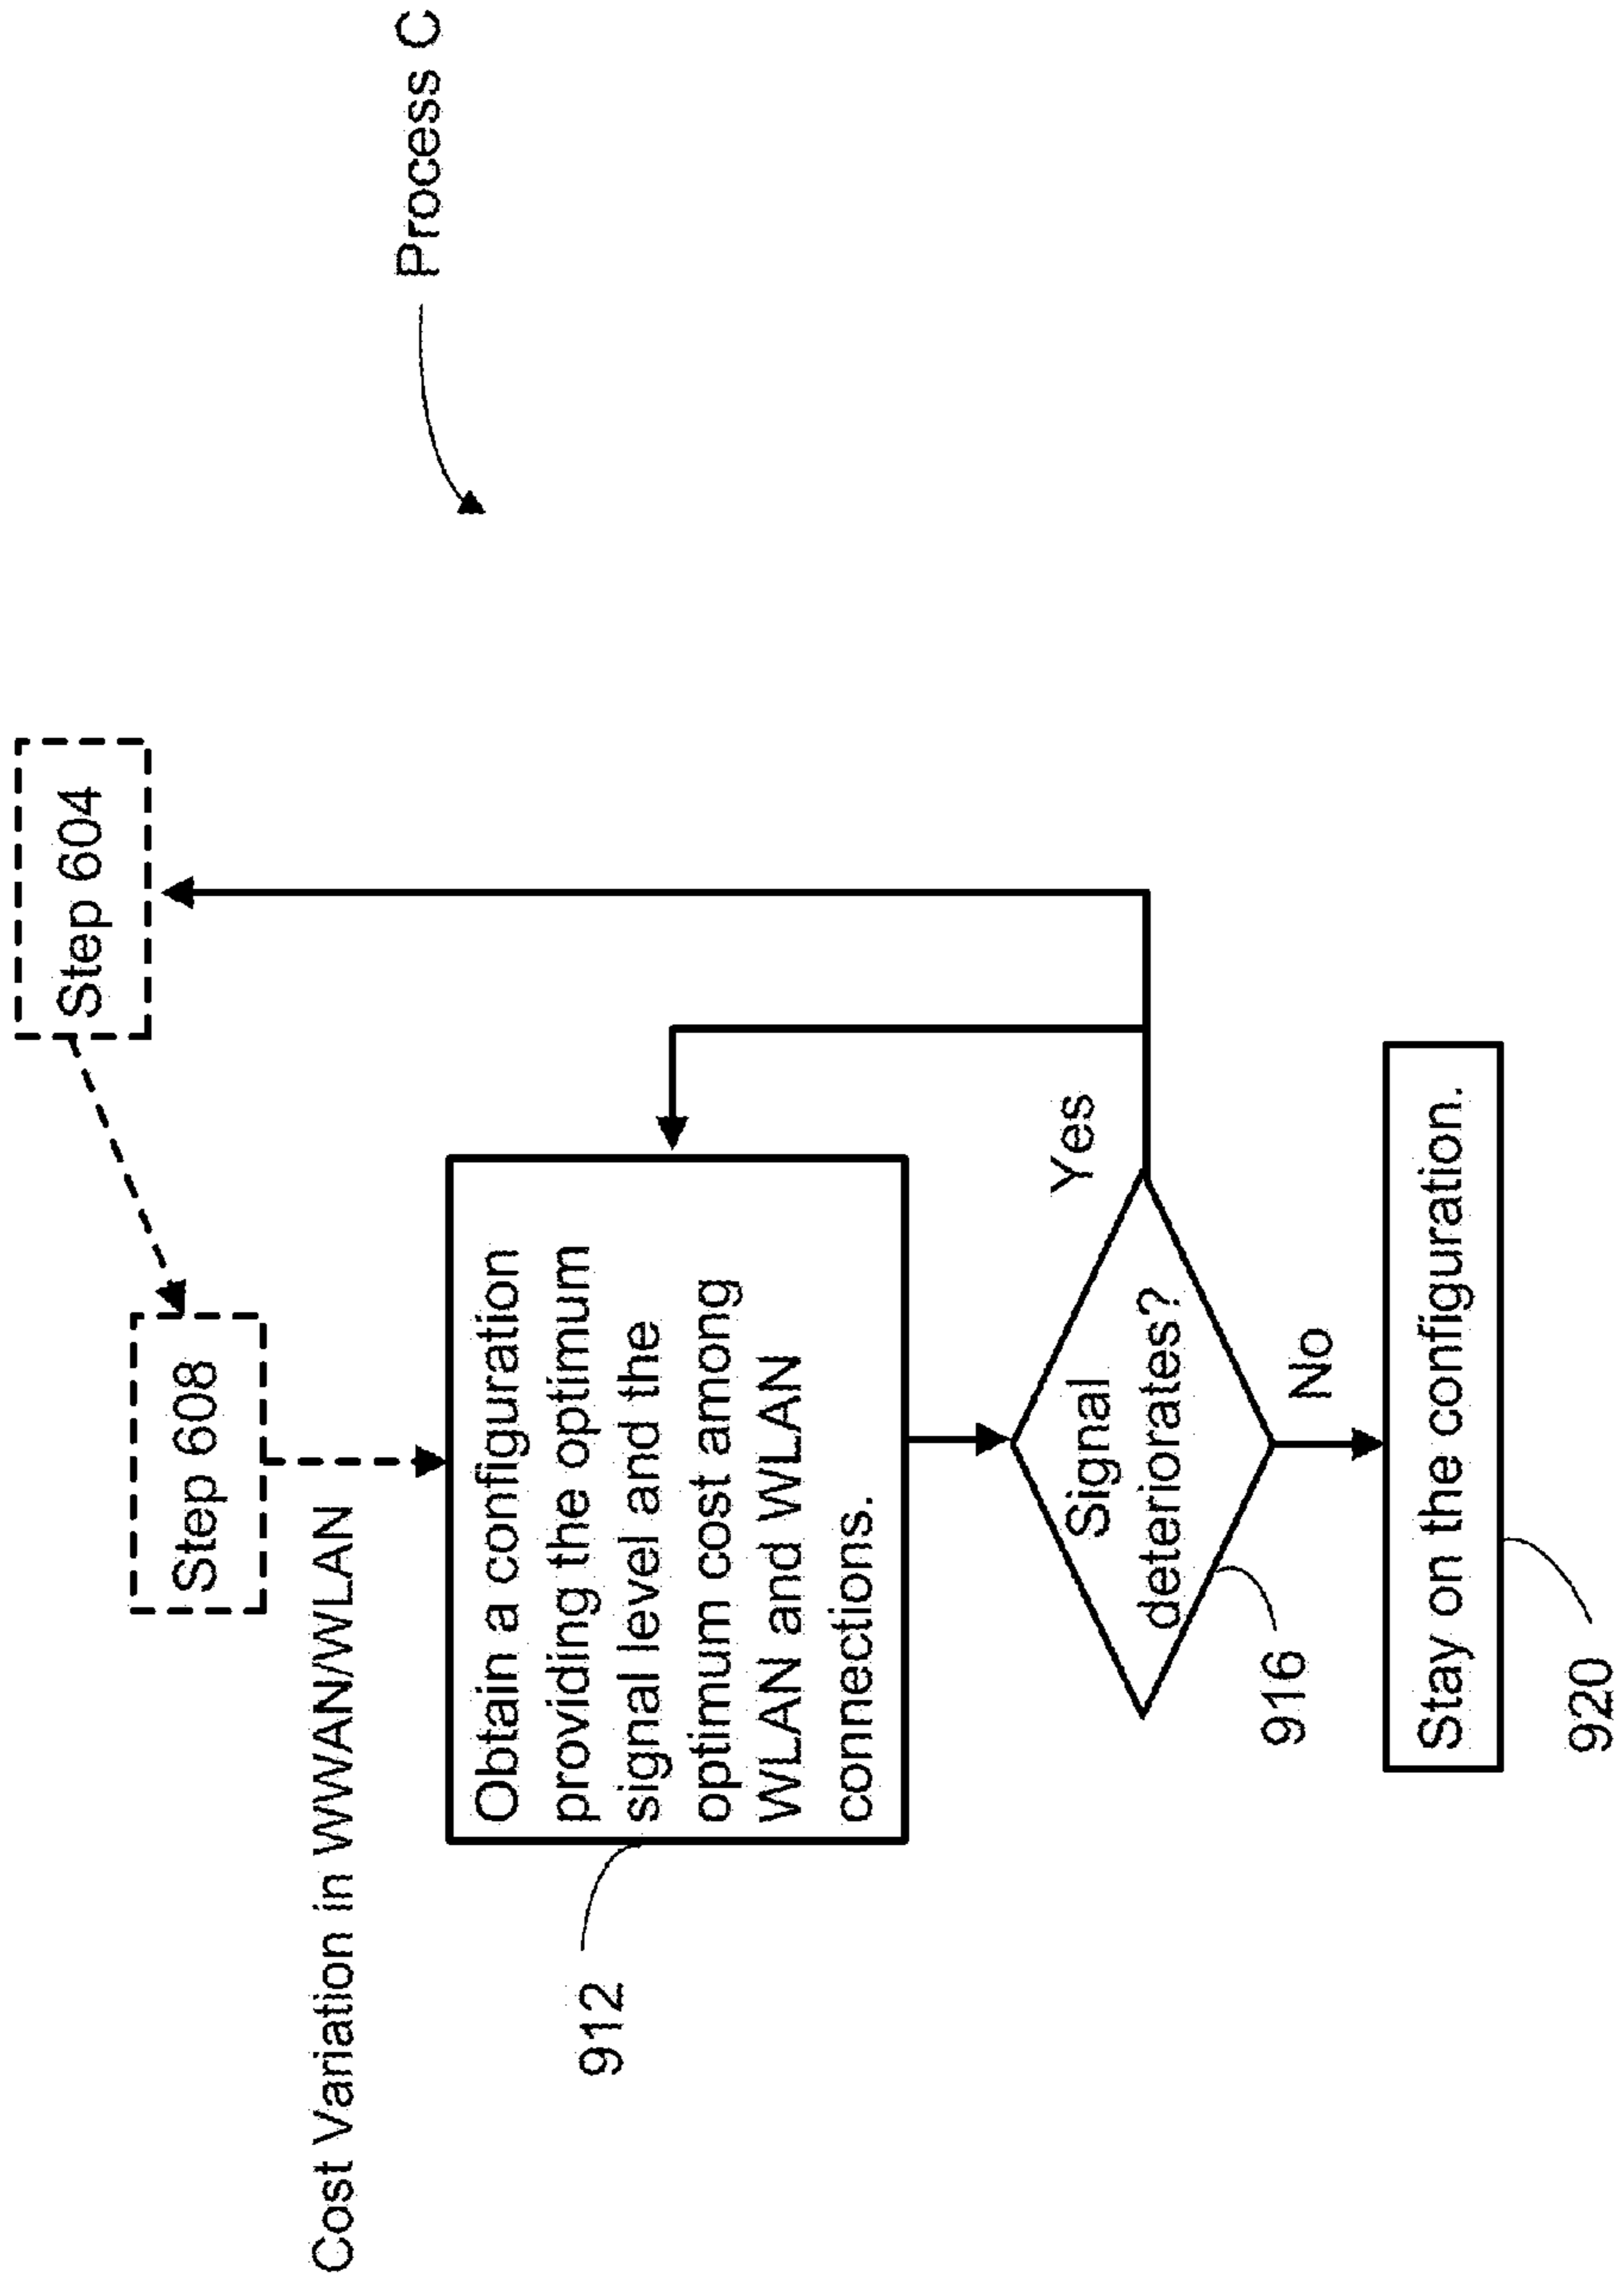 Step 604
Step 608
Process C
Cost Variation in WWAN/WLAN
Obtain a configuration
providing the optimum
signal level and the
optimum cost among
WLAN and WLAN
connections.
912
Yes
Signal
deteriorates?
916
No
Stay on the configuration.
920